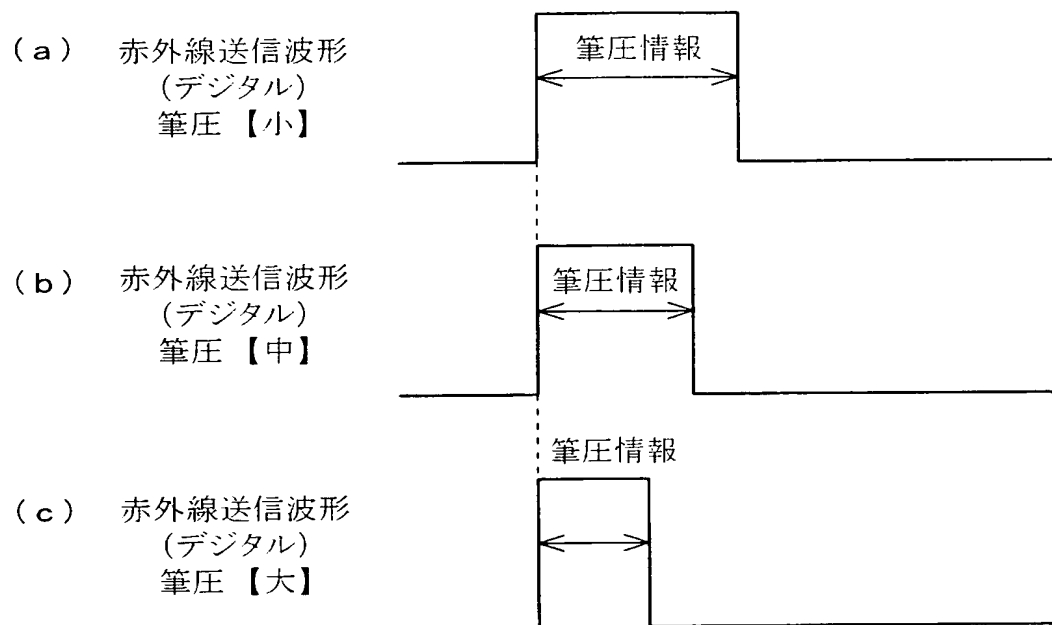 (a) 赤外線送信波形
(デジタル)
筆圧【小】
筆圧情報
(b) 赤外線送信波形
(デジタル)
筆圧【中】
筆圧情報
(c) 赤外線送信波形
(デジタル)
筆圧【大】
筆圧情報